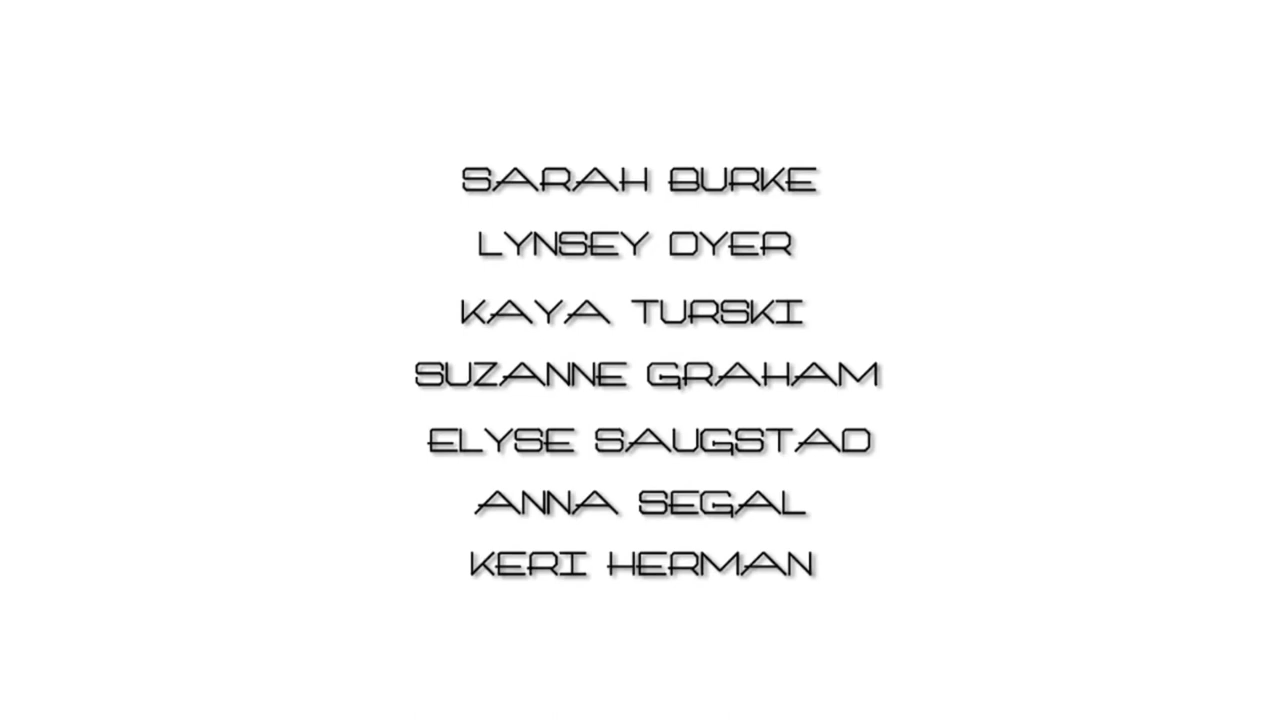 SARAH BURKE
LYNSEY DYER
KAYA TURSKI
SUZANNE GRAHAM
ELYSE SAUGSTAD
ANNA SEGAL
KERI HERMAN